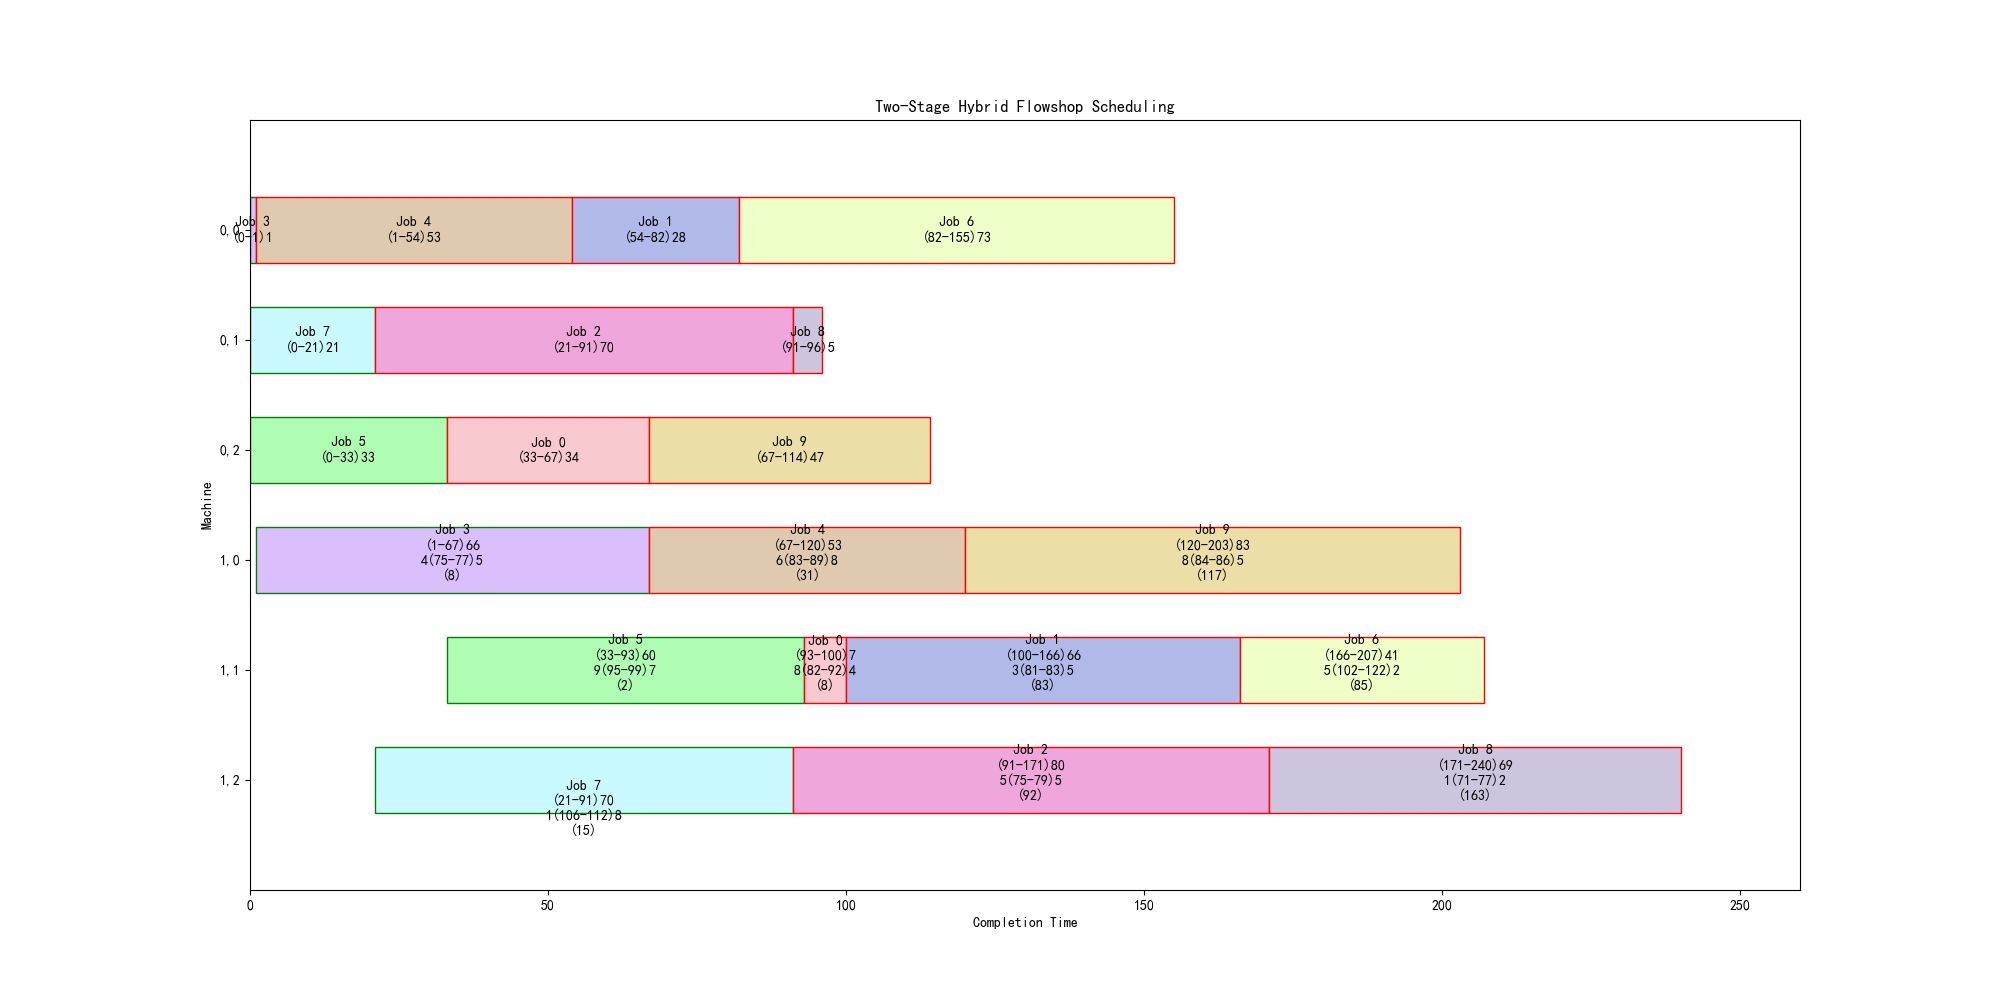 Two-Stage Hybrid Flowshop Scheduling
Machine
0,0
Job 3
(0-1)1
Job 4
(1-54)53
Job 1
(54-82)28
Job 6
(82-155)73
0,1
Job 7
(0-21)21
Job 2
(21-91)70
Job 8
(91-96)5
0,2
Job 5
(0-33)33
Job 0
(33-67)34
Job 9
(67-114)47
1,0
Job 3
(1-67)66
4(75-77)5
(8)
Job 4
(67-120)53
6(83-89)8
(31)
Job 9
(120-203)83
8(84-86)5
(117)
1,1
Job 5
(33-93)60
9(95-99)7
(2)
Job 0
(93-100)7
8(82-92)4
(8)
Job 1
(100-166)66
3(81-83)5
(83)
Job 6
(166-207)41
5(102-122)2
(85)
1,2
Job 7
(21-91)70
1(106-112)8
(15)
Job 2
(91-171)80
5(75-79)5
(92)
Job 8
(171-240)69
1(71-77)2
(163)
0
50
100
150
200
250
Completion Time